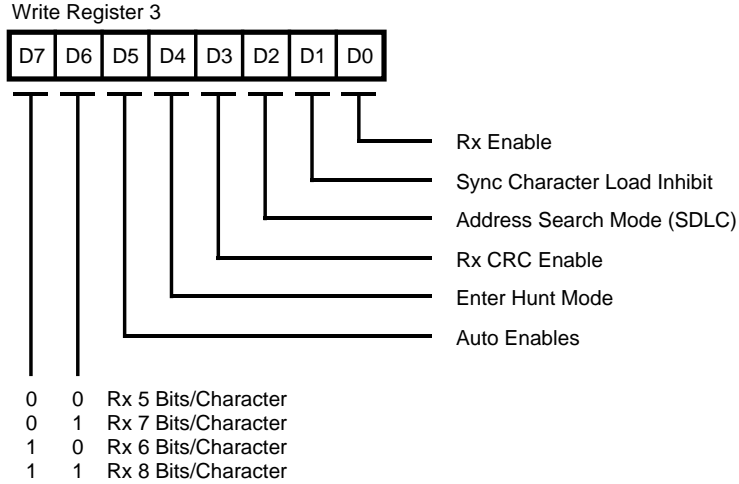 Write Register 3
D7 D6 D5 D4 D3 D2 D1 D0
Rx Enable
Sync Character Load Inhibit
Address Search Mode (SDLC)
Rx CRC Enable
Enter Hunt Mode
Auto Enables
0 0 Rx 5 Bits/Character
0 1 Rx 7 Bits/Character
1 0 Rx 6 Bits/Character
1 1 Rx 8 Bits/Character